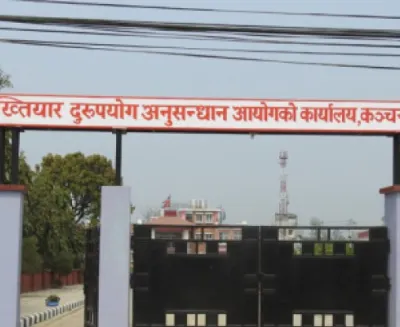 ख्तियार दुरुपयोग अनुसन्धान आयोगको कार्यालय,कञ्चन